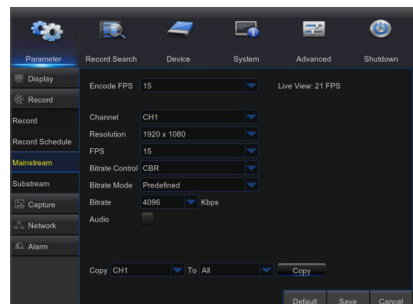 Parameter Record Search Device System Advanced Shutdown
Display
Record
Record
Record Schedule
Mainstream
Substream
Capture
Network
Alarm
Encode FPS 15 Live View: 21 FPS
Channel CH1
Resolution 1920 x 1080
FPS 15
Bitrate Control CBR
Bitrate Mode Predefined
Bitrate 4096 Kbps
Audio
Copy CH1 To All Copy
Default Save Cancel